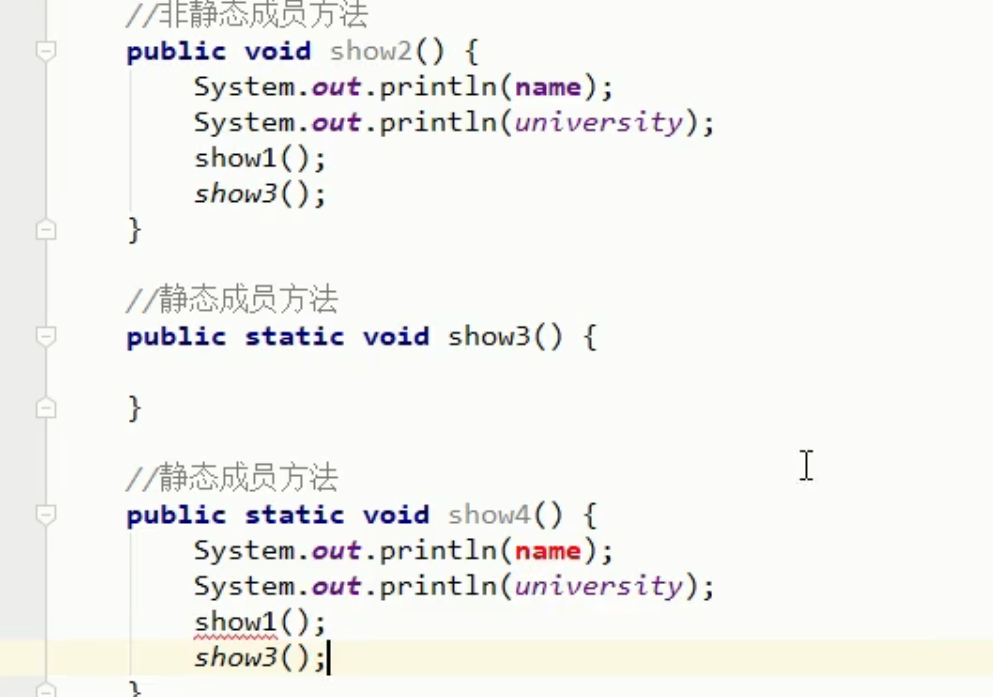 //非静态成员方法
public void show2() {
System.out.println(name);
System.out.println(university);
show1();
show3();
}
//静态成员方法
public static void show3() {
}
//静态成员方法
public static void show4() {
System.out.println(name);
System.out.println(university);
show1();
show3();
}